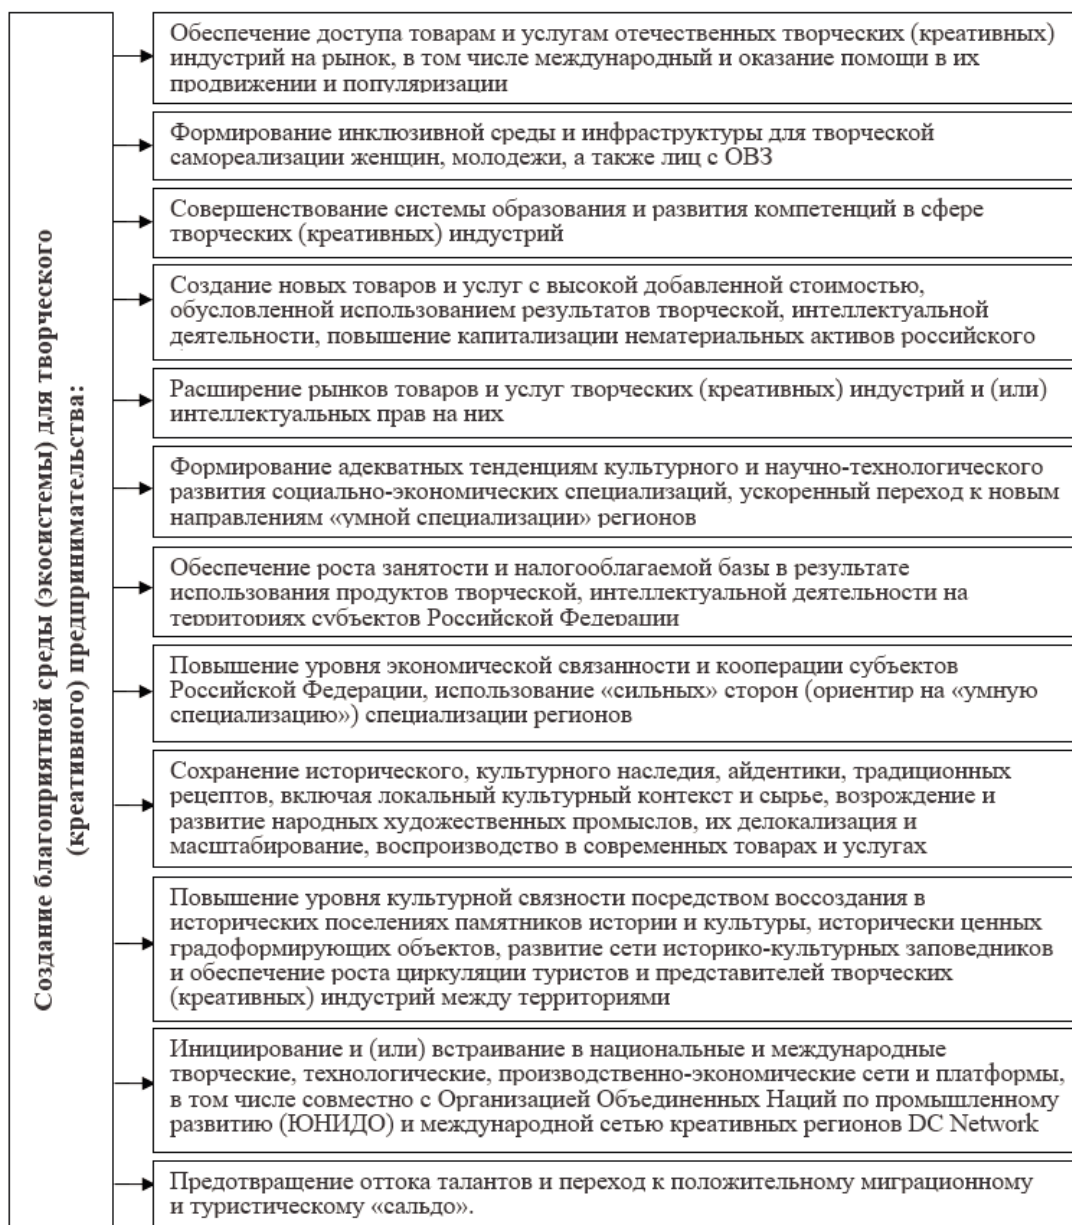 Создание благоприятной среды (экосистемы) для творческого
(креативного) предпринимательства:
Обеспечение доступа товарам и услугам отечественных творческих (креативных)
индустрий на рынок, в том числе международный и оказание помощи в их
продвижении и популяризации
Формирование инклюзивной среды и инфраструктуры для творческой
самореализации женщин, молодежи, а также лиц с ОВЗ
Совершенствование системы образования и развития компетенций в сфере
творческих (креативных) индустрий
Создание новых товаров и услуг с высокой добавленной стоимостью,
обусловленной использованием результатов творческой, интеллектуальной
деятельности, повышение капитализации нематериальных активов российского
Расширение рынков товаров и услуг творческих (креативных) индустрий и (или)
интеллектуальных прав на них
Формирование адекватных тенденциям культурного и научно-технологического
развития социально-экономических специализаций, ускоренный переход к новым
направлениям «умной специализации» регионов
Обеспечение роста занятости и налогооблагаемой базы в результате
использования продуктов творческой, интеллектуальной деятельности на
территориях субъектов Российской Федерации
Повышение уровня экономической связанности и кооперации субъектов
Российской Федерации, использование «сильных» сторон (ориентир на «умную
специализацию») специализации регионов
Сохранение исторического, культурного наследия, айдентики, традиционных
рецептов, включая локальный культурный контекст и сырье, возрождение и
развитие народных художественных промыслов, их делокализация и
масштабирование, воспроизводство в современных товарах и услугах
Повышение уровня культурной связности посредством воссоздания в
исторических поселениях памятников истории и культуры, исторически ценных
градоформирующих объектов, развитие сети историко-культурных заповедников
и обеспечение роста циркуляции туристов и представителей творческих
(креативных) индустрий между территориями
Инициирование и (или) встраивание в национальные и международные
творческие, технологические, производственно-экономические сети и платформы,
в том числе совместно с Организацией Объединенных Наций по промышленному
развитию (ЮНИДО) и международной сетью креативных регионов DC Network
Предотвращение оттока талантов и переход к положительному миграционному
и туристическому «сальдо».